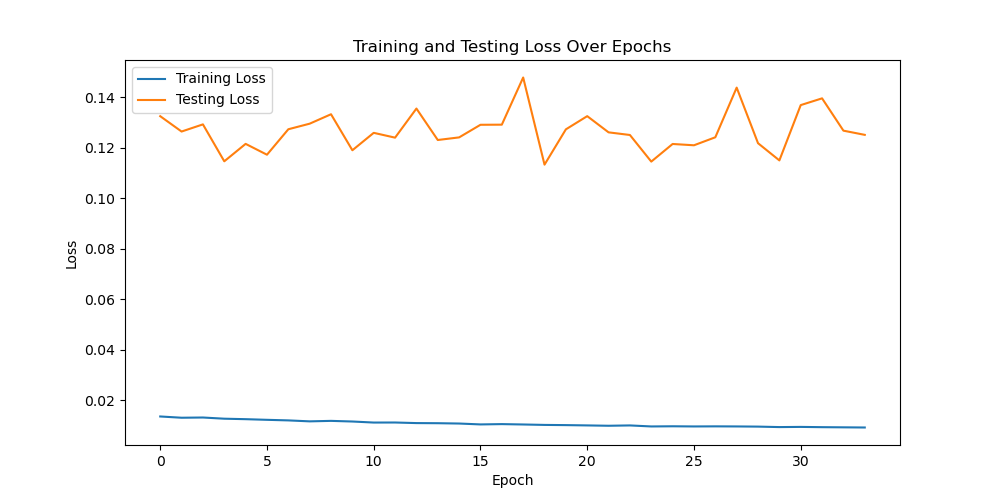 Training and Testing Loss Over Epochs
Training Loss
Testing Loss
0.14
0.12
0.10
0.08
0.06
0.04
0.02
Loss
0 5 10 15 20 25 30
Epoch